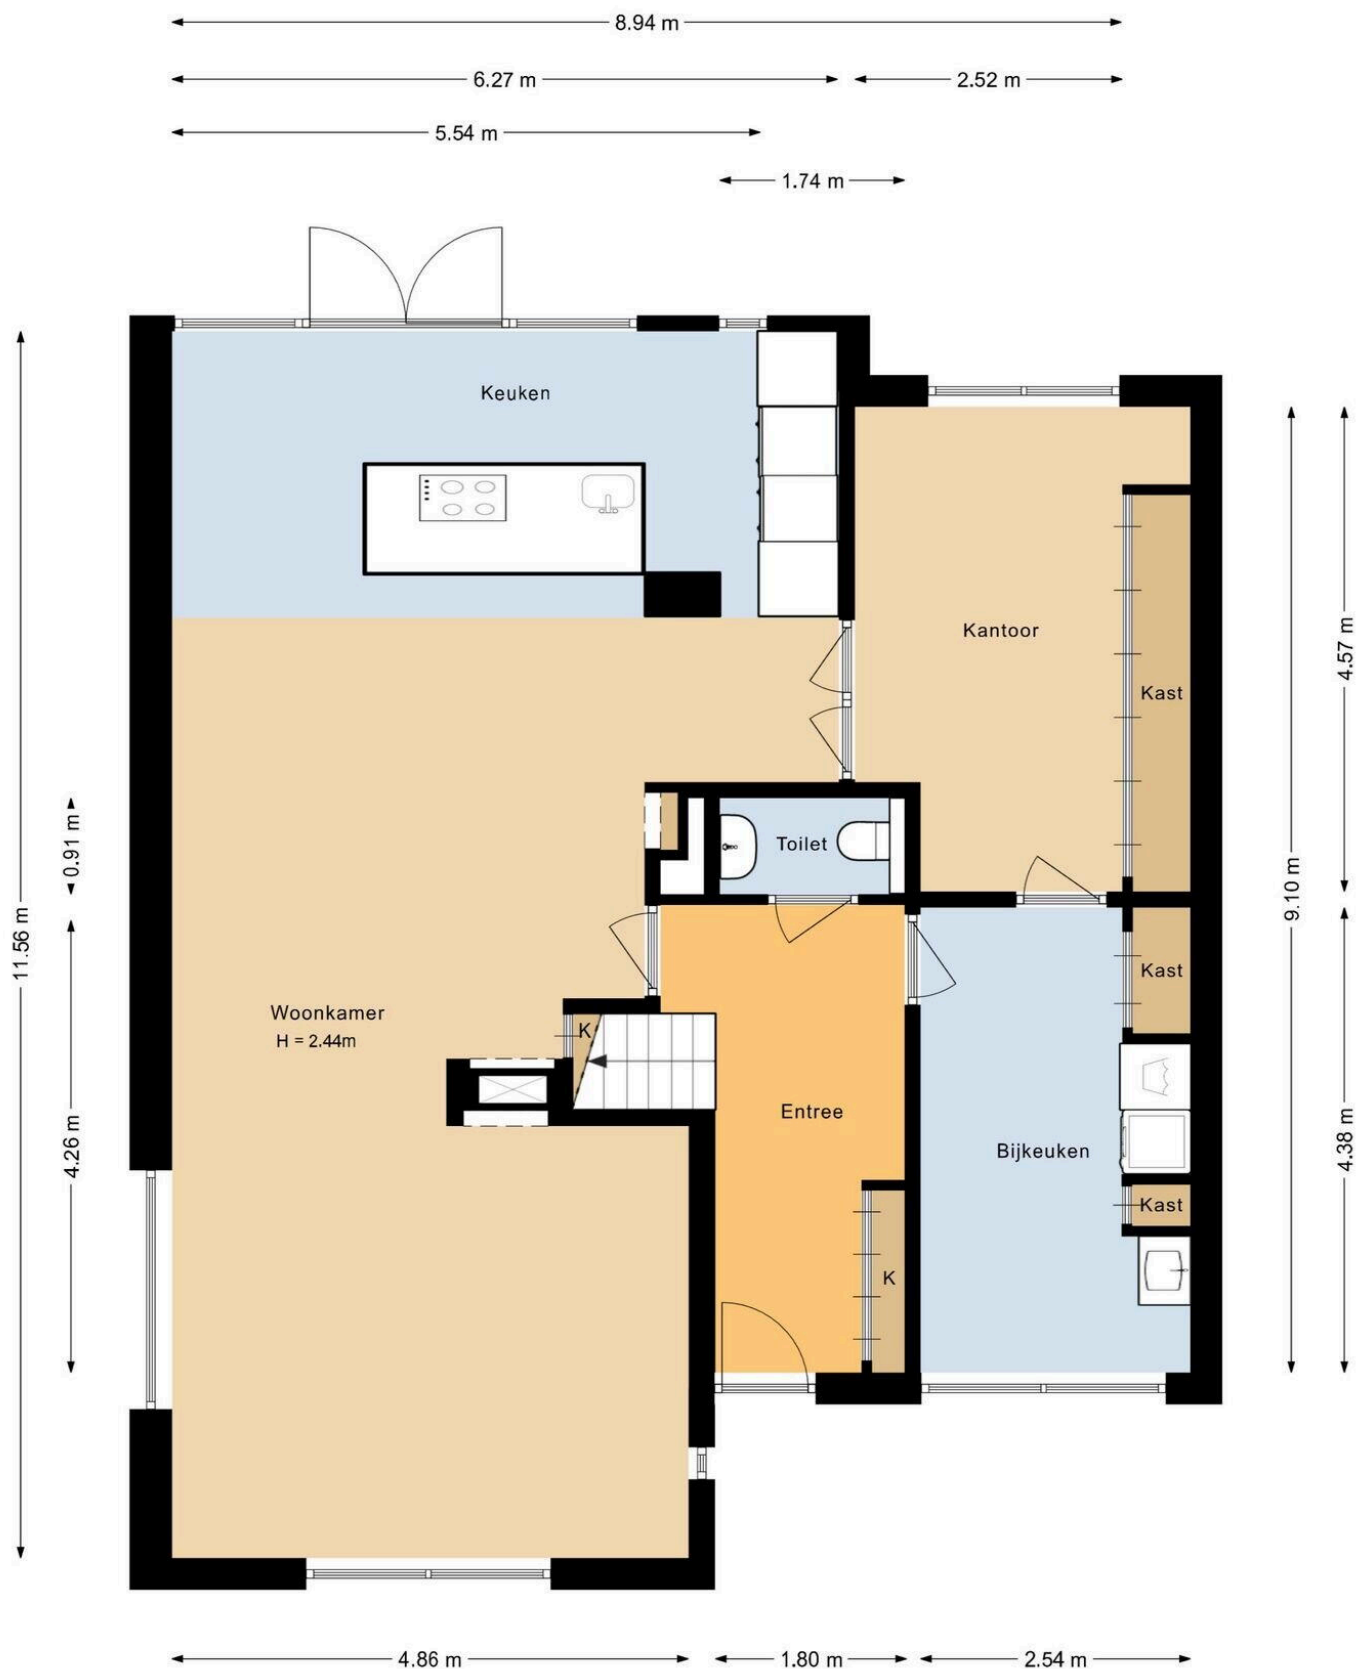 8.94 m
6.27 m
2.52 m
5.54 m
1.74 m
Keuken
Kantoor
4.57 m
Kast
0.91 m
Toilet
9.10 m
11.56 m
Kast
Woonkamer
K
H = 2.44m
Entree
4.26 m
4.38 m
Bijkeuken
Kast
K
4.86 m
1.80 m
2.54 m